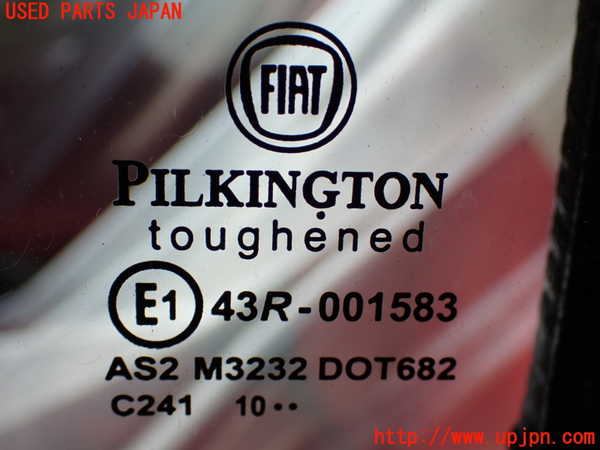 USED PARTS JAPAN
FIAT
PILKINGTON
toughened
E1 43R-001583
AS2 M3232 DOT682
C241 10••
http://www.upjpn.com/